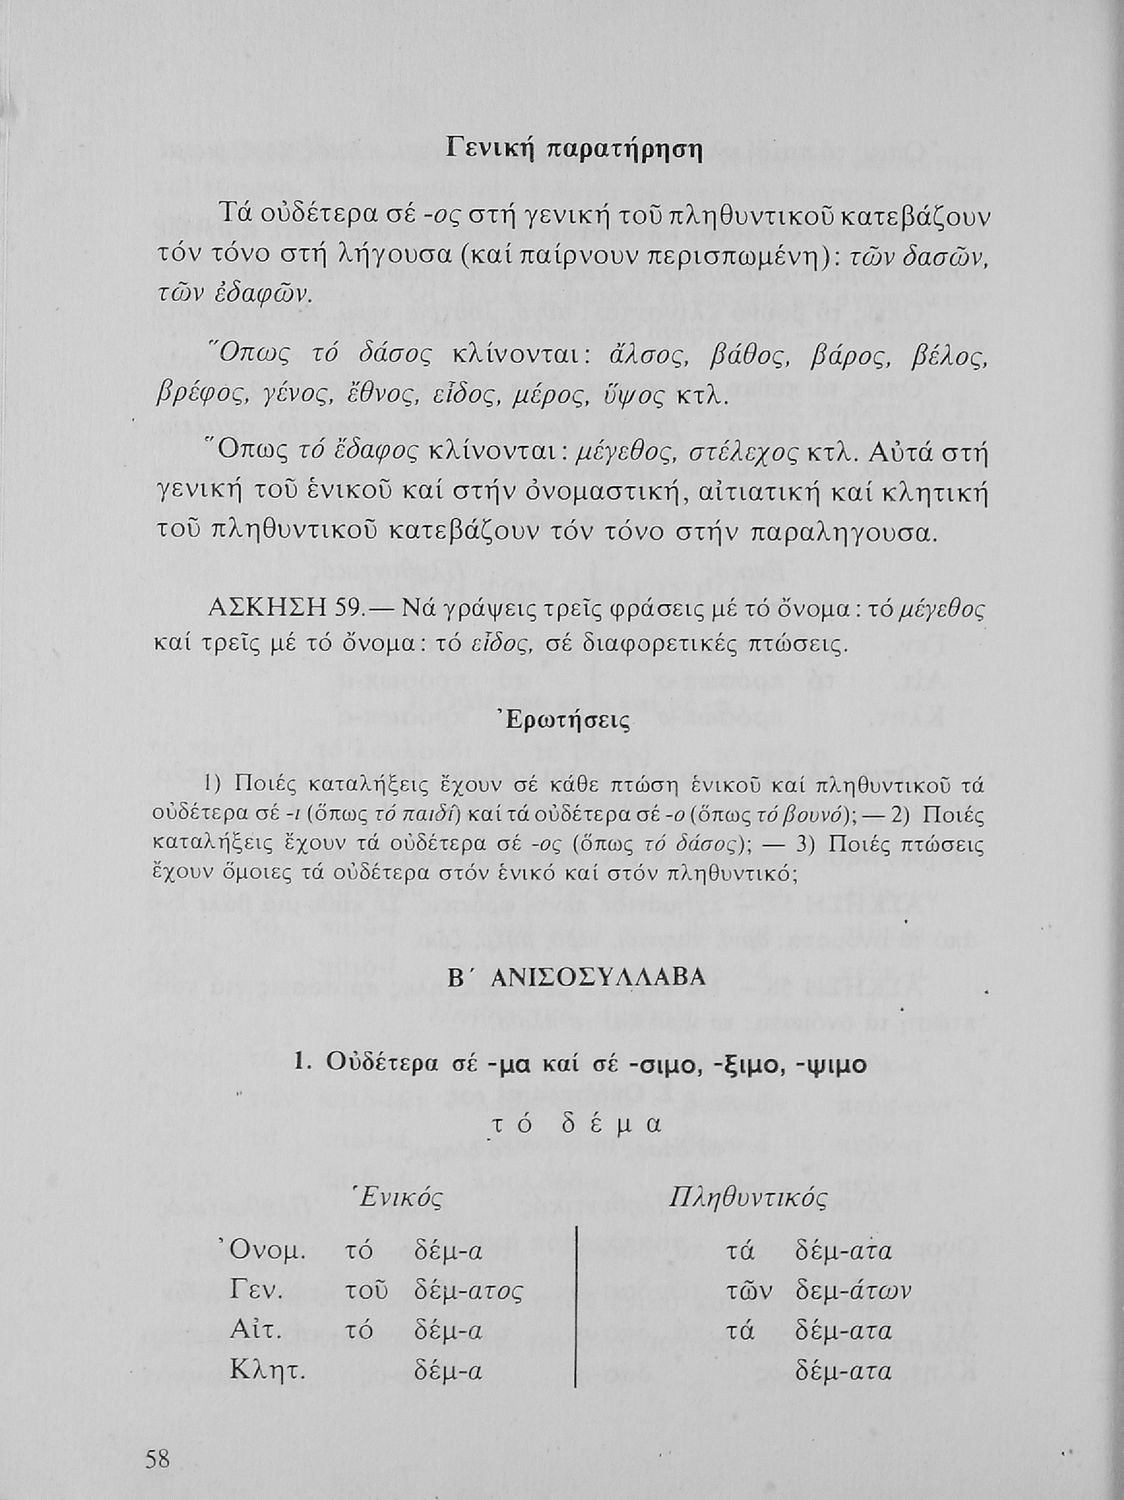 Γενική παρατήρηση
Τά οὐδέτερα σέ -ος στή γενική τοῦ πληθυντικοῦ κατεβάζουν
τόν τόνο στή λήγουσα (καί παίρνουν περισπωμένη): τῶν δασῶν,
τῶν ἐδαφῶν.
Ὅπως τό δάσος κλίνονται: ἄλσος, βάθος, βάρος, βέλος,
βρέφος, γένος, ἔθνος, εἶδος, μέρος, ὕψος κτλ.
Ὅπως τό ἔδαφος κλίνονται: μέγεθος, στέλεχος κτλ. Αὐτά στή
γενική τοῦ ἑνικοῦ καί στήν ὀνομαστική, αἰτιατική καί κλητική
τοῦ πληθυντικοῦ κατεβάζουν τόν τόνο στήν παραληγουσα.
ΑΣΚΗΣΗ 59.— Νά γράψεις τρεῖς φράσεις μέ τό ὄνομα: τό μέγεθος
καί τρεῖς μέ τό ὄνομα: τό εἶδος, σέ διαφορετικές πτώσεις.
Ἐρωτήσεις
1) Ποιές καταλήξεις ἔχουν σέ κάθε πτώση ἑνικοῦ καί πληθυντικοῦ τά
οὐδέτερα σέ -ι (ὅπως τό παιδί) καί τά οὐδέτερα σέ -ο (ὅπως τό βουνό); — 2) Ποιές
καταλήξεις ἔχουν τά οὐδέτερα σέ -ος (ὅπως τό δάσος); — 3) Ποιές πτώσεις
ἔχουν ὅμοιες τά οὐδέτερα στόν ἑνικό καί στόν πληθυντικό;
Β΄ ΑΝΙΣΟΣΥΛΛΑΒΑ
1. Οὐδέτερα σέ -μα καί σέ -σιμο, -ξιμο, -ψιμο
τό δέμα
Ἑνικός Πληθυντικός
Ὀνομ. τό δέμ-α τά δέμ-ατα
Γεν. τοῦ δέμ-ατος τῶν δεμ-άτων
Αἰτ. τό δέμ-α τά δέμ-ατα
Κλητ. δέμ-α δέμ-ατα
58